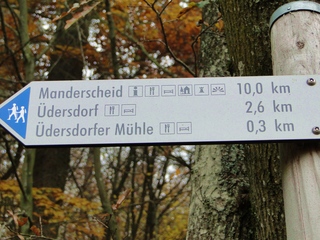 Manderscheid 10,0 km
Üdersdorf 2,6 km
Üdersdorfer Mühle 0,3 km